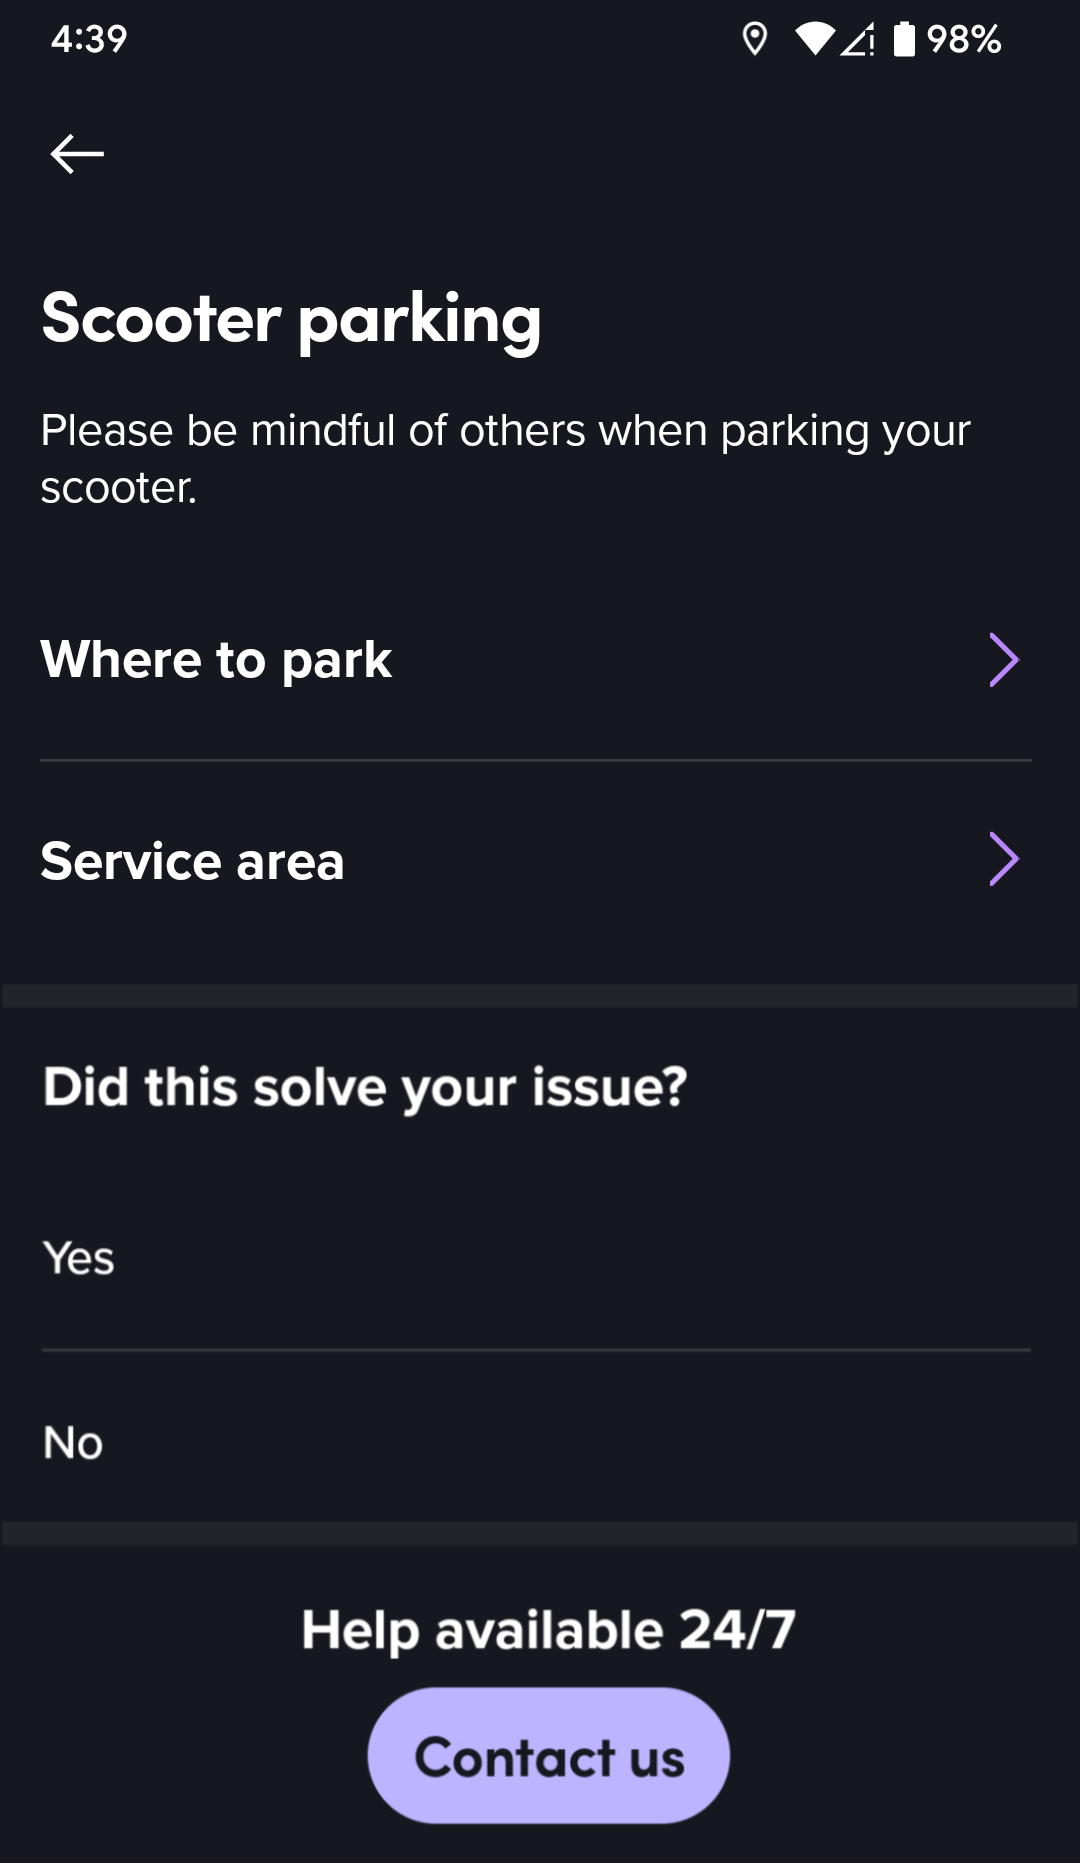 4:39
98%
Scooter parking
Please be mindful of others when parking your
scooter.
Where to park
Service area
Did this solve your issue?
Yes
No
Help available 24/7
Contact us